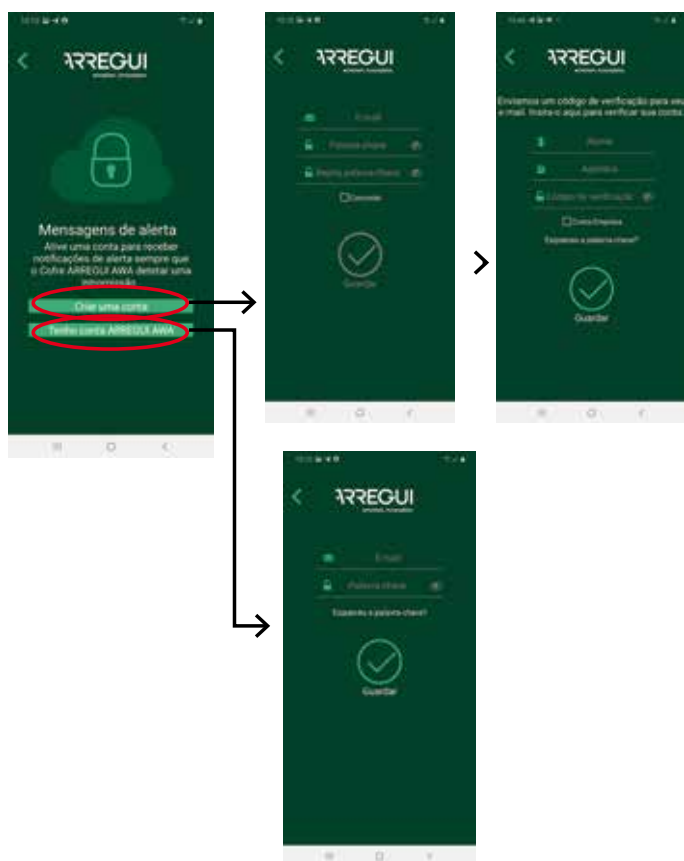 ARREGUI
Mensagens de alerta
Ative uma conta para receber
notificações de alerta sempre que
o Cofre ARREGUI AWA detetar uma
intromissão
Criar uma conta
Tenho conta ARREGUI AWA
ARREGUI
E-mail
Palavra chave
Repita palavra chave
Guardar
ARREGUI
Enviamos um código de verificação para seu
e-mail. Insira-o aqui para verificar sua conta.
Nome
Código de verificação
Conta Empresa
Esqueceu a palavra chave?
Guardar
ARREGUI
E-mail
Palavra chave
Esqueceu a palavra chave?
Guardar